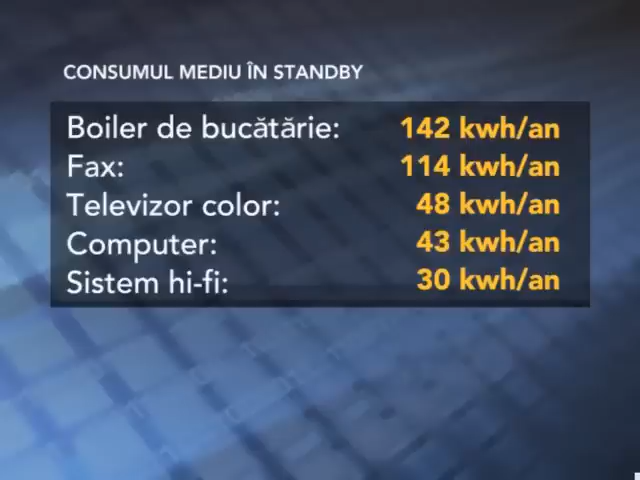 CONSUMUL MEDIU ÎN STANDBY
Boiler de bucătărie: 142 kwh/an
Fax: 114 kwh/an
Televizor color: 48 kwh/an
Computer: 43 kwh/an
Sistem hi-fi: 30 kwh/an